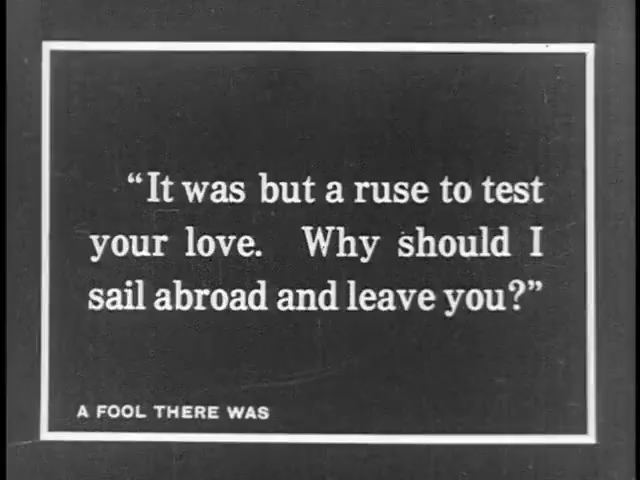 “It was but a ruse to test
your love. Why should I
sail abroad and leave you?”
A FOOL THERE WAS